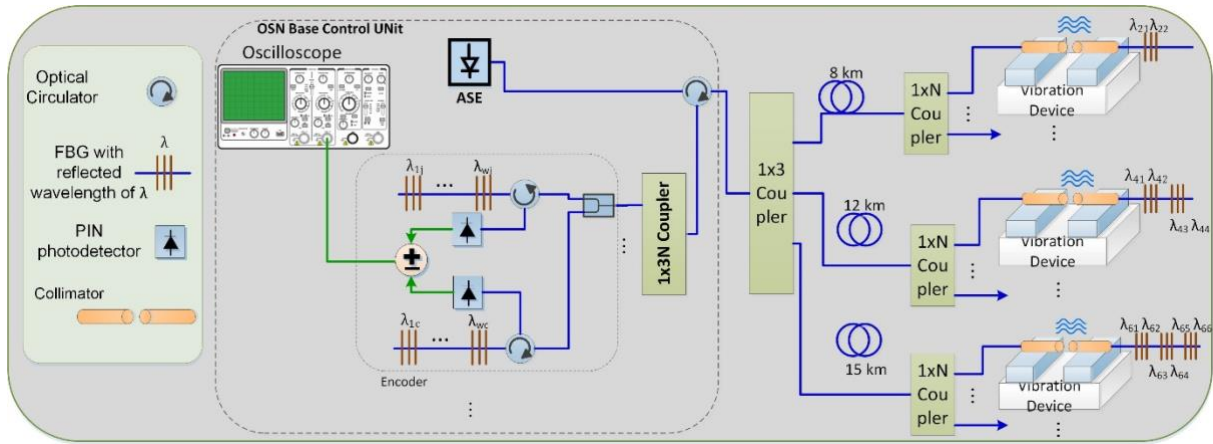 Optical
Circulator
λ
FBG with
reflected
wavelength of λ
PIN
photodetector
Collimator
OSN Base Control UNit
Oscilloscope
ASE
λ1j ... λwj
±
λ1c ... λwc
Encoder
⋮
⋮
1x3N Coupler
1x3
Cou
pler
8 km
12 km
15 km
1xN
Cou
pler
⋮
λ21 λ22
Vibration
Device
⋮
1xN
Cou
pler
⋮
λ41 λ42
λ43 λ44
Vibration
Device
⋮
1xN
Cou
pler
⋮
λ61 λ62 λ65 λ66
λ63 λ64
Vibration
Device
⋮